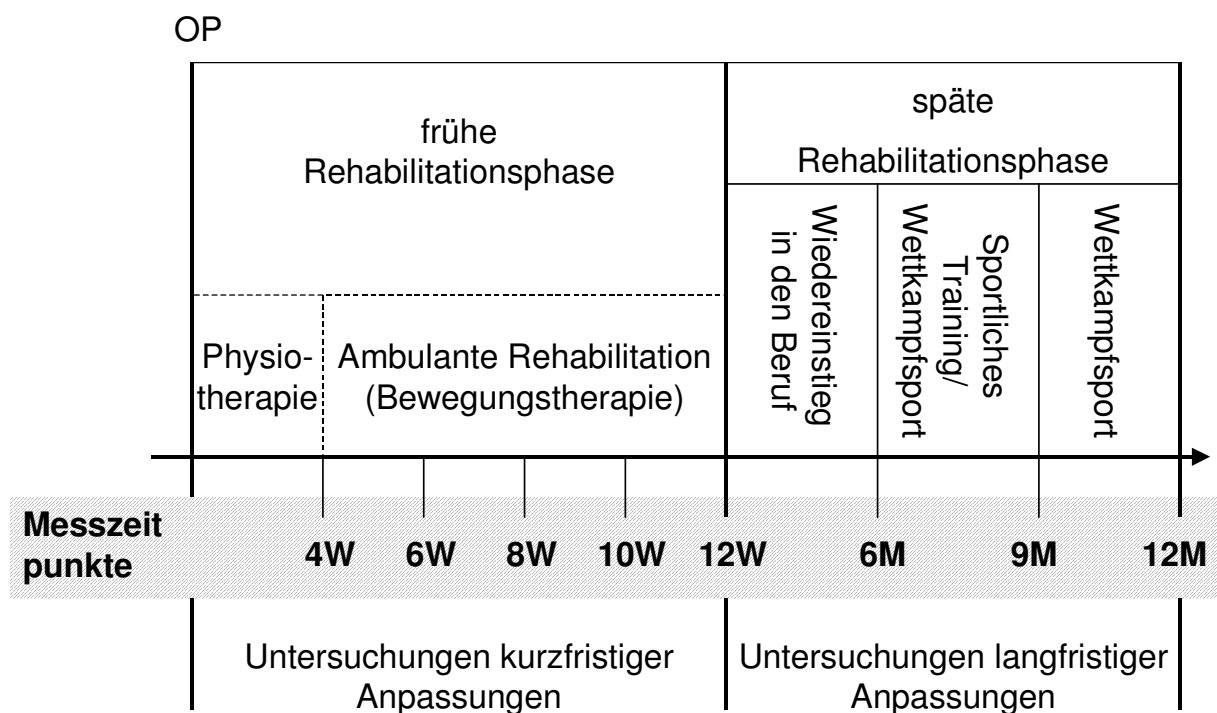 OP
frühe
Rehabilitationsphase
späte
Rehabilitationsphase
Physio-
therapie
Ambulante Rehabilitation
(Bewegungstherapie)
Wiedereinstieg
in den Beruf
Sportliches
Training/
Wettkampfsport
Wettkampfsport
Messzeit
punkte
4W 6W 8W 10W 12W 6M 9M 12M
Untersuchungen kurzfristiger
Anpassungen
Untersuchungen langfristiger
Anpassungen